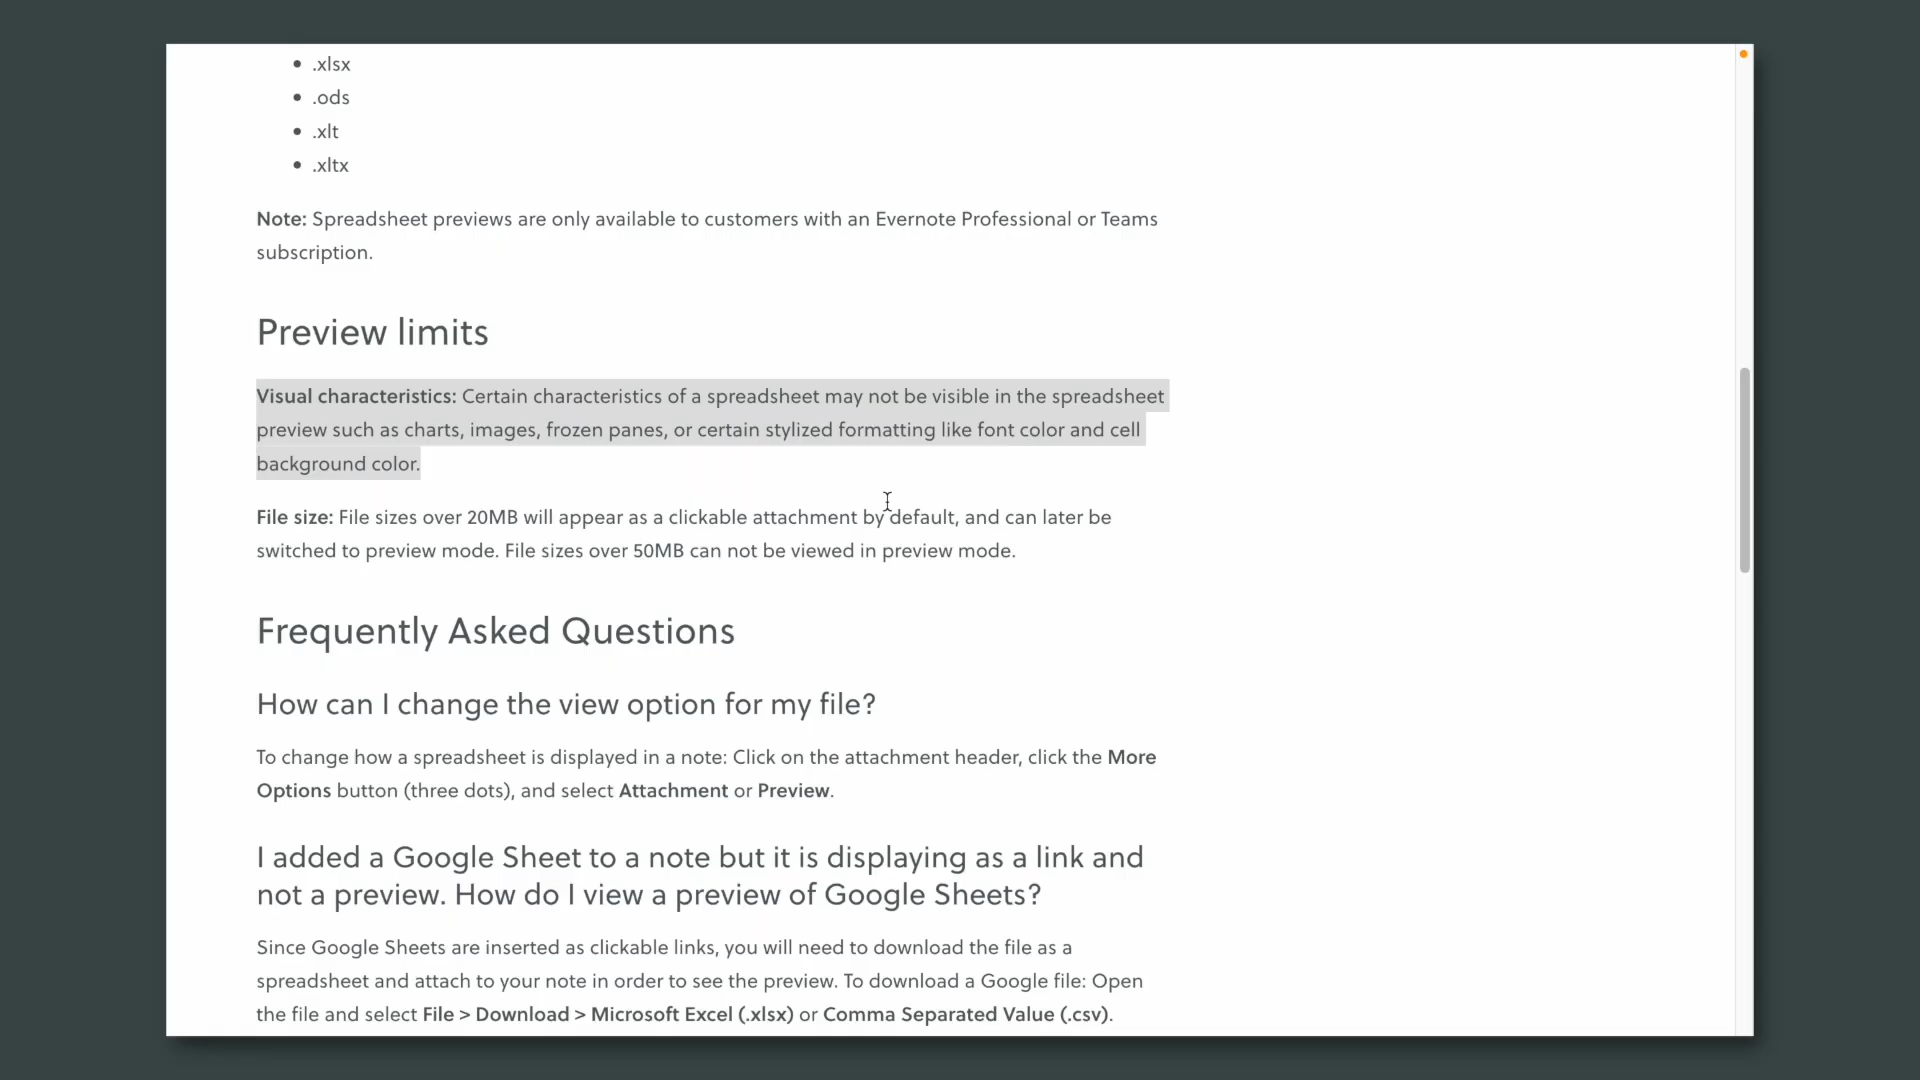 .xlsx
.ods
.xlt
.xltx
Note: Spreadsheet previews are only available to customers with an Evernote Professional or Teams
subscription.
Preview limits
Visual characteristics: Certain characteristics of a spreadsheet may not be visible in the spreadsheet
preview such as charts, images, frozen panes, or certain stylized formatting like font color and cell
background color.
File size: File sizes over 20MB will appear as a clickable attachment by default, and can later be
switched to preview mode. File sizes over 50MB can not be viewed in preview mode.
Frequently Asked Questions
How can I change the view option for my file?
To change how a spreadsheet is displayed in a note: Click on the attachment header, click the More
Options button (three dots), and select Attachment or Preview.
I added a Google Sheet to a note but it is displaying as a link and
not a preview. How do I view a preview of Google Sheets?
Since Google Sheets are inserted as clickable links, you will need to download the file as a
spreadsheet and attach to your note in order to see the preview. To download a Google file: Open
the file and select File > Download > Microsoft Excel (.xlsx) or Comma Separated Value (.csv).